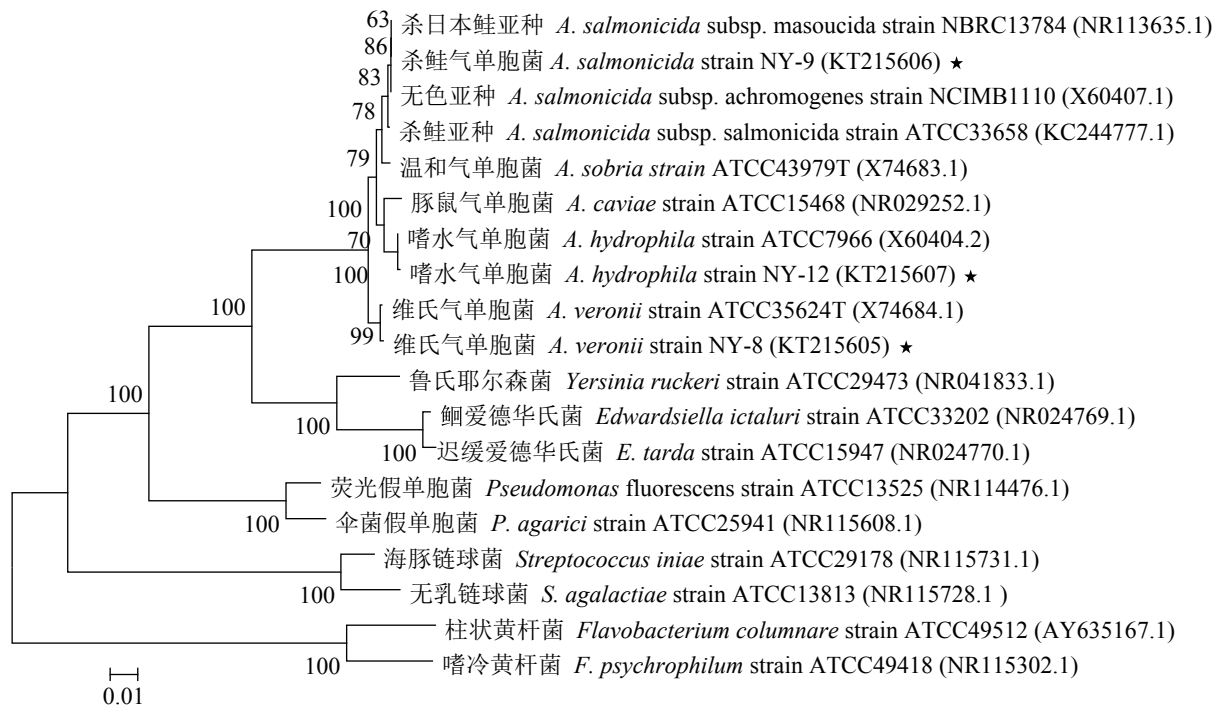 63
杀日本鲑亚种 A. salmonicida subsp. masoucida strain NBRC13784 (NR113635.1)
86
杀鲑气单胞菌 A. salmonicida strain NY-9 (KT215606) ★
83
无色亚种 A. salmonicida subsp. achromogenes strain NCIMB1110 (X60407.1)
78
杀鲑亚种 A. salmonicida subsp. salmonicida strain ATCC33658 (KC244777.1)
79
温和气单胞菌 A. sobria strain ATCC43979T (X74683.1)
100
豚鼠气单胞菌 A. caviae strain ATCC15468 (NR029252.1)
70
嗜水气单胞菌 A. hydrophila strain ATCC7966 (X60404.2)
100
嗜水气单胞菌 A. hydrophila strain NY-12 (KT215607) ★
100
维氏气单胞菌 A. veronii strain ATCC35624T (X74684.1)
99
维氏气单胞菌 A. veronii strain NY-8 (KT215605) ★
鲁氏耶尔森菌 Yersinia ruckeri strain ATCC29473 (NR041833.1)
100
100
鮰爱德华氏菌 Edwardsiella ictaluri strain ATCC33202 (NR024769.1)
100
迟缓爱德华氏菌 E. tarda strain ATCC15947 (NR024770.1)
荧光假单胞菌 Pseudomonas fluorescens strain ATCC13525 (NR114476.1)
100
伞菌假单胞菌 P. agarici strain ATCC25941 (NR115608.1)
海豚链球菌 Streptococcus iniae strain ATCC29178 (NR115731.1)
100
无乳链球菌 S. agalactiae strain ATCC13813 (NR115728.1 )
柱状黄杆菌 Flavobacterium columnare strain ATCC49512 (AY635167.1)
100
嗜冷黄杆菌 F. psychrophilum strain ATCC49418 (NR115302.1)
0.01